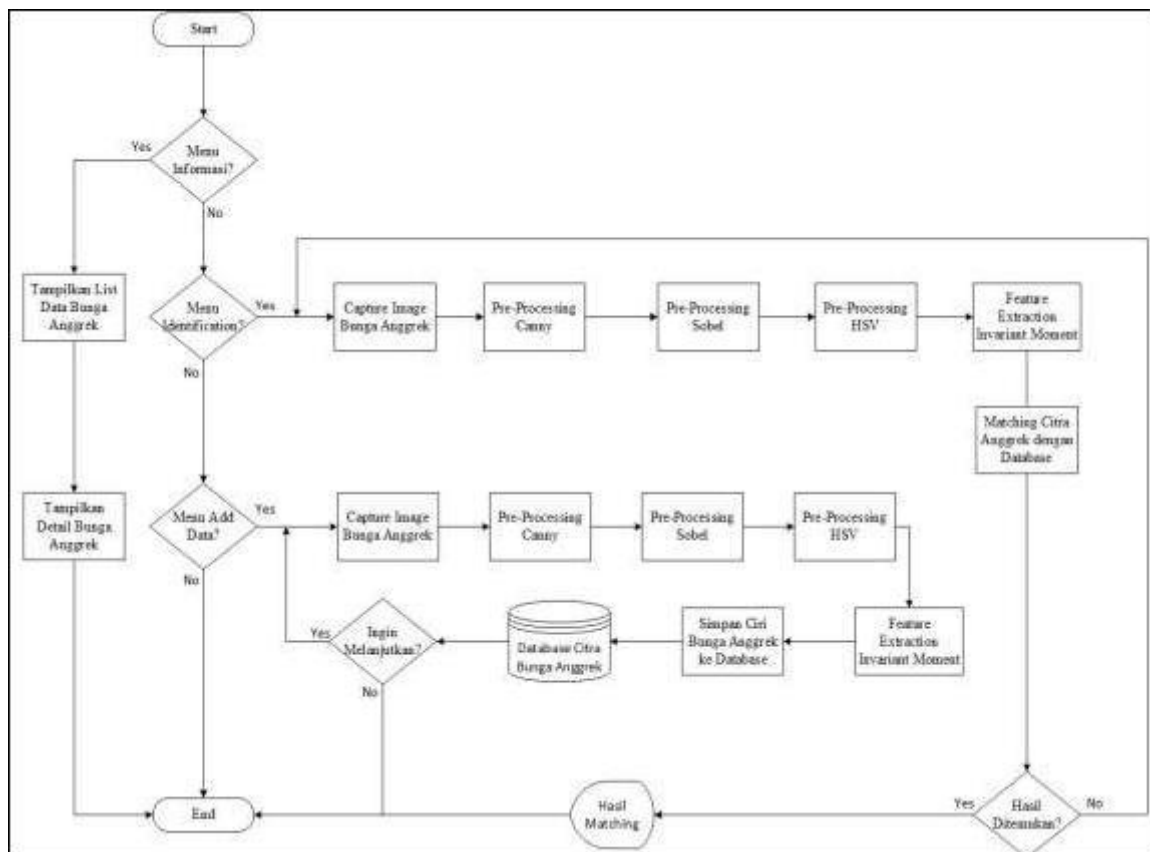 Start
Yes
Menu
Informasi?
No
Tampilkan List
Data Bunga
Anggrek
Menu
Identification?
Yes
Capture Image
Bunga Anggrek
Pre-Processing
Canny
Pre-Processing
Sobel
Pre-Processing
HSV
Feature
Extraction
Invariant Moment
No
Matching Citra
Anggrek dengan
Database
Tampilkan
Detail Bunga
Anggrek
Menu Add
Data?
Yes
Capture Image
Bunga Anggrek
Pre-Processing
Canny
Pre-Processing
Sobel
Pre-Processing
HSV
No
Yes
Ingin
Melanjutkan?
Database Citra
Bunga Anggrek
Simpan Ciri
Bunga Anggrek
ke Database
Feature
Extraction
Invariant Moment
No
End
Hasil
Matching
Yes
Hasil
Ditemukan?
No